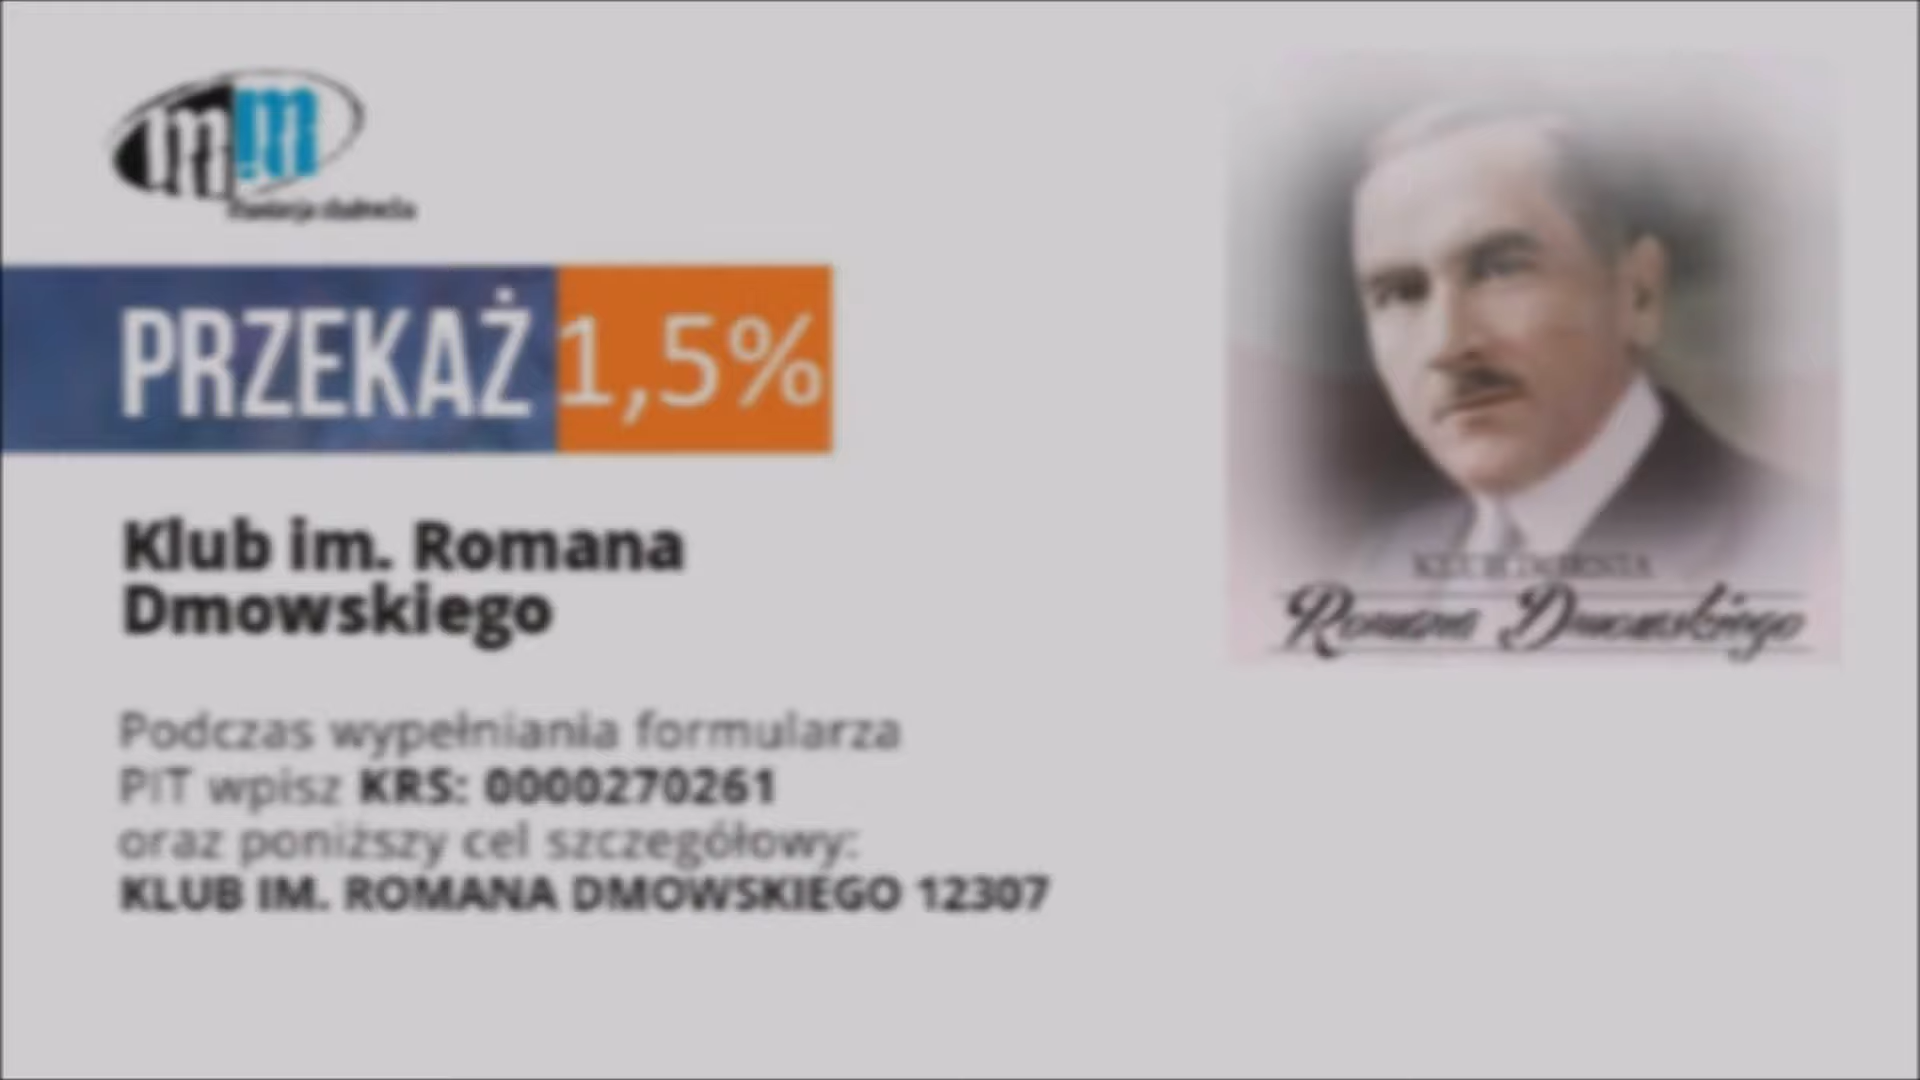 PRZEKAŻ 1,5%
Klub im. Romana
Dmowskiego
Podczas wypełniania formularza
PIT wpisz KRS: 0000270261
oraz poniższy cel szczegółowy:
KLUB IM. ROMANA DMOWSKIEGO 12307
Romana Dmowskiego